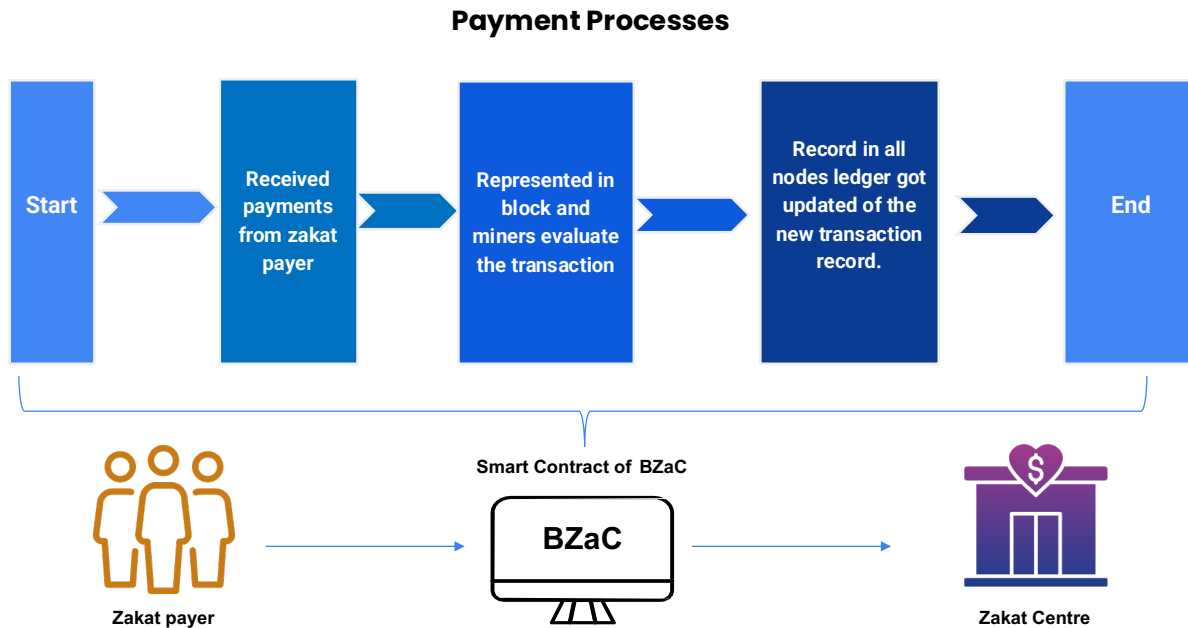 Payment Processes
Start
Received
payments
from zakat
payer
Represented in
block and
miners evaluate
the transaction
Record in all
nodes ledger got
updated of the
new transaction
record.
End
Smart Contract of BZaC
BZaC
$
Zakat payer
Zakat Centre